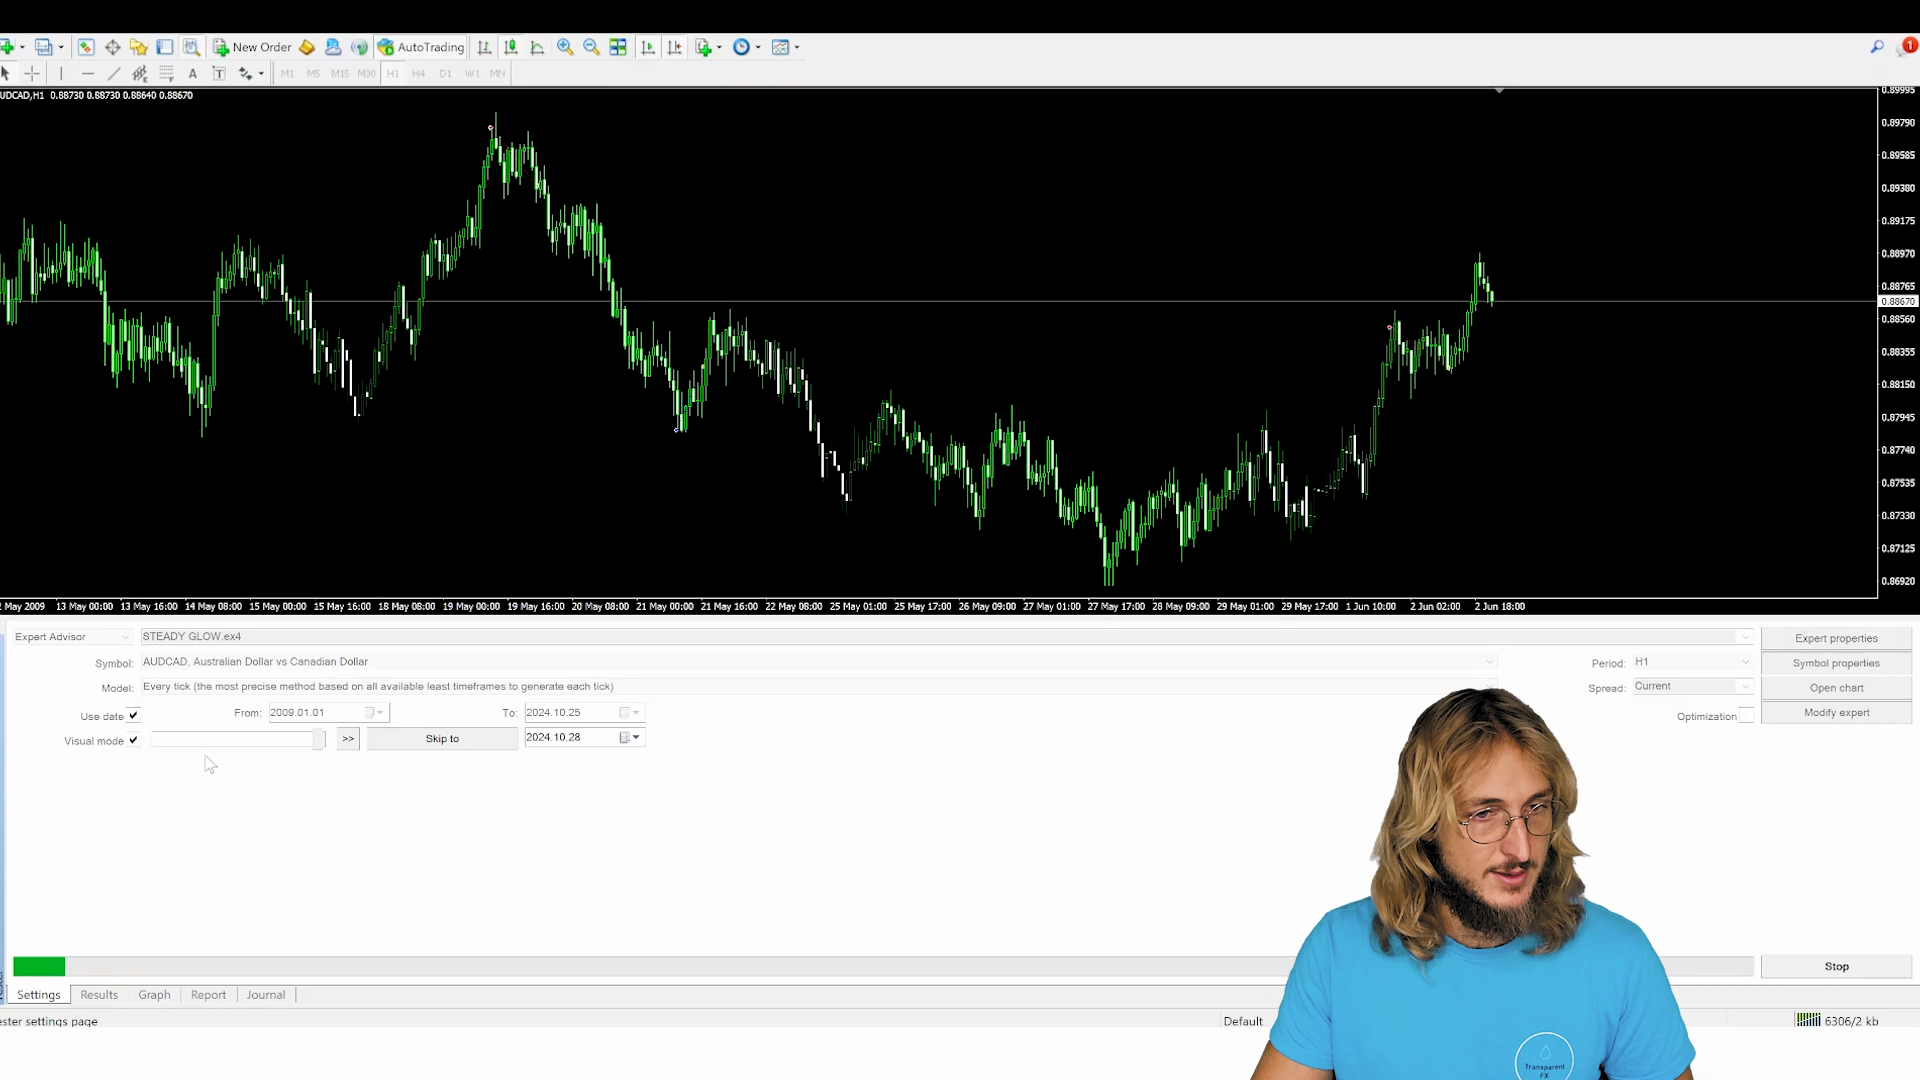 New Order AutoTrading 1
A T M1 M5 M15 M30 H1 H4 D1 W1 MN
UDCAD,H1 0.88730 0.88730 0.88640 0.88670
0.89995
0.89790
0.89585
0.89380
0.89175
0.88970
0.88765
0.88670
0.88560
0.88355
0.88150
0.87945
0.87740
0.87535
0.87330
0.87125
0.86920
2 May 2009 13 May 00:00 13 May 16:00 14 May 08:00 15 May 00:00 15 May 16:00 18 May 08:00 19 May 00:00 19 May 16:00 20 May 08:00 21 May 00:00 21 May 16:00 22 May 08:00 25 May 01:00 25 May 17:00 26 May 09:00 27 May 01:00 27 May 17:00 28 May 09:00 29 May 01:00 29 May 17:00 1 Jun 10:00 2 Jun 02:00 2 Jun 18:00
Expert Advisor STEADY GLOW.ex4 Expert properties
Symbol: AUDCAD, Australian Dollar vs Canadian Dollar Period: H1 Symbol properties
Model: Every tick (the most precise method based on all available least timeframes to generate each tick) Spread: Current Open chart
Use date From: 2009.01.01 To: 2024.10.25 Optimization Modify expert
Visual mode >> Skip to 2024.10.28
Stop
Settings Results Graph Report Journal
ester settings page Default 6306/2 kb
Transparent
FX